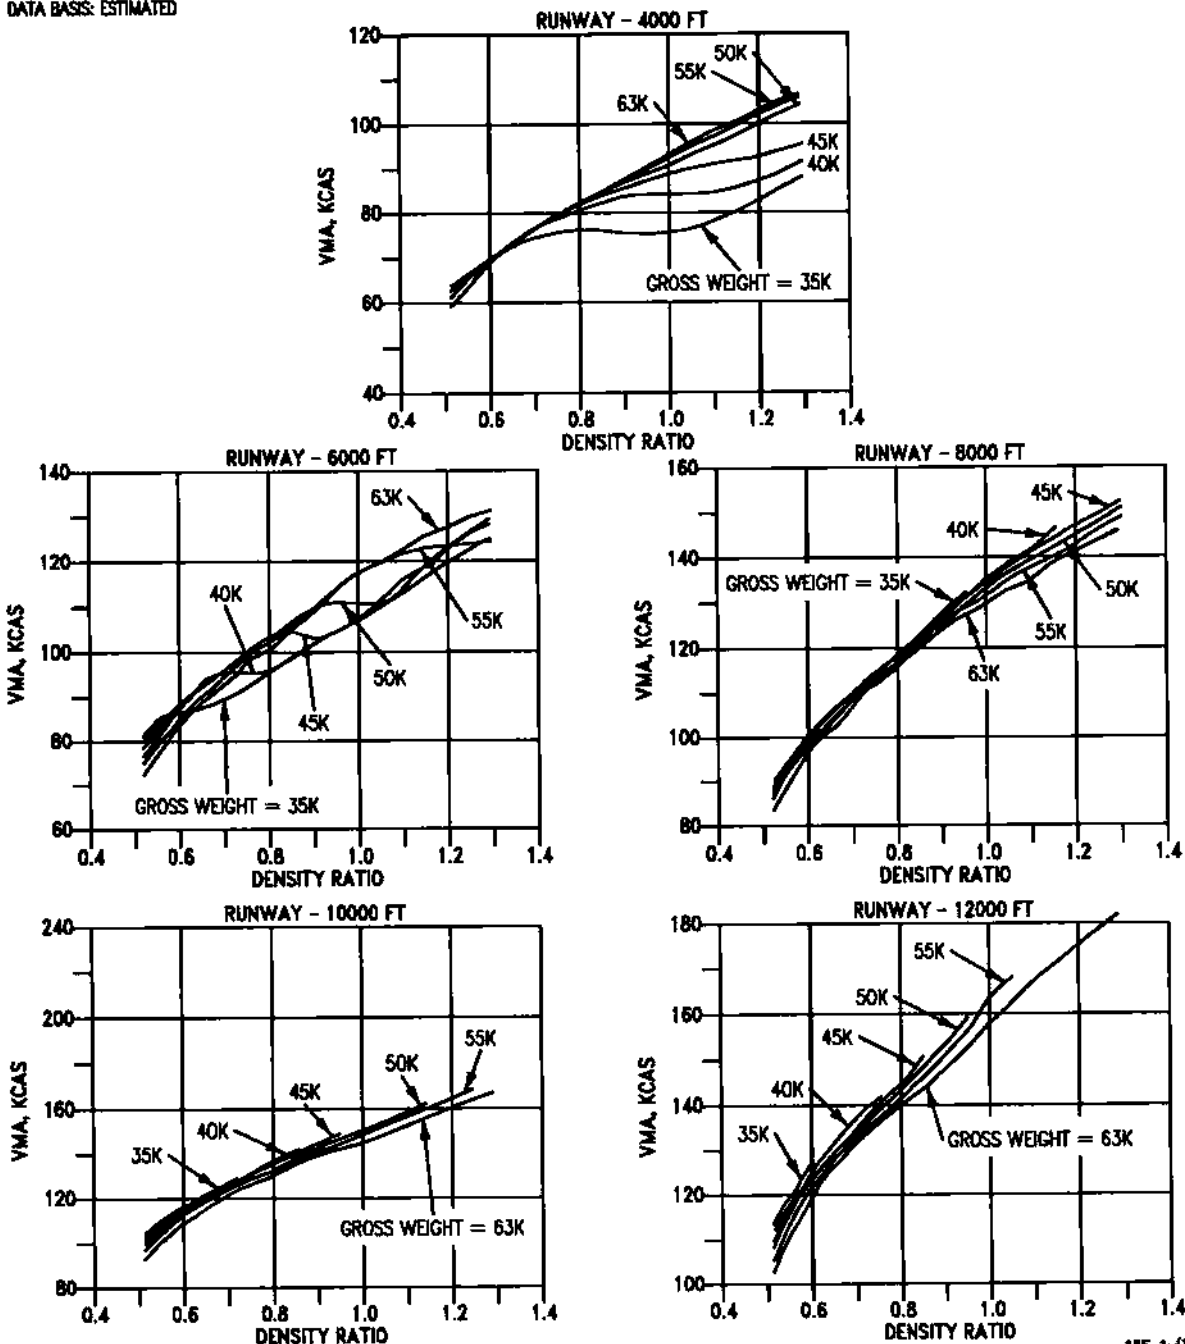 DATA BASIS: ESTIMATED
RUNWAY - 4000 FT
120
100
80
60
40
VMA, KCAS
50K
55K
63K
45K
40K
GROSS WEIGHT = 35K
0.4 0.6 0.8 1.0 1.2 1.4
DENSITY RATIO
RUNWAY - 6000 FT
140
120
100
80
60
VMA, KCAS
63K
40K
55K
50K
45K
GROSS WEIGHT = 35K
0.4 0.6 0.8 1.0 1.2 1.4
DENSITY RATIO
RUNWAY - 8000 FT
160
140
120
100
80
VMA, KCAS
45K
40K
GROSS WEIGHT = 35K
50K
55K
63K
0.4 0.6 0.8 1.0 1.2 1.4
DENSITY RATIO
RUNWAY - 10000 FT
240
200
160
120
80
VMA, KCAS
55K
50K
45K
40K
35K
GROSS WEIGHT = 63K
0.4 0.6 0.8 1.0 1.2 1.4
DENSITY RATIO
RUNWAY - 12000 FT
180
160
140
120
100
VMA, KCAS
55K
50K
45K
40K
35K
GROSS WEIGHT = 63K
0.4 0.6 0.8 1.0 1.2 1.4
DENSITY RATIO